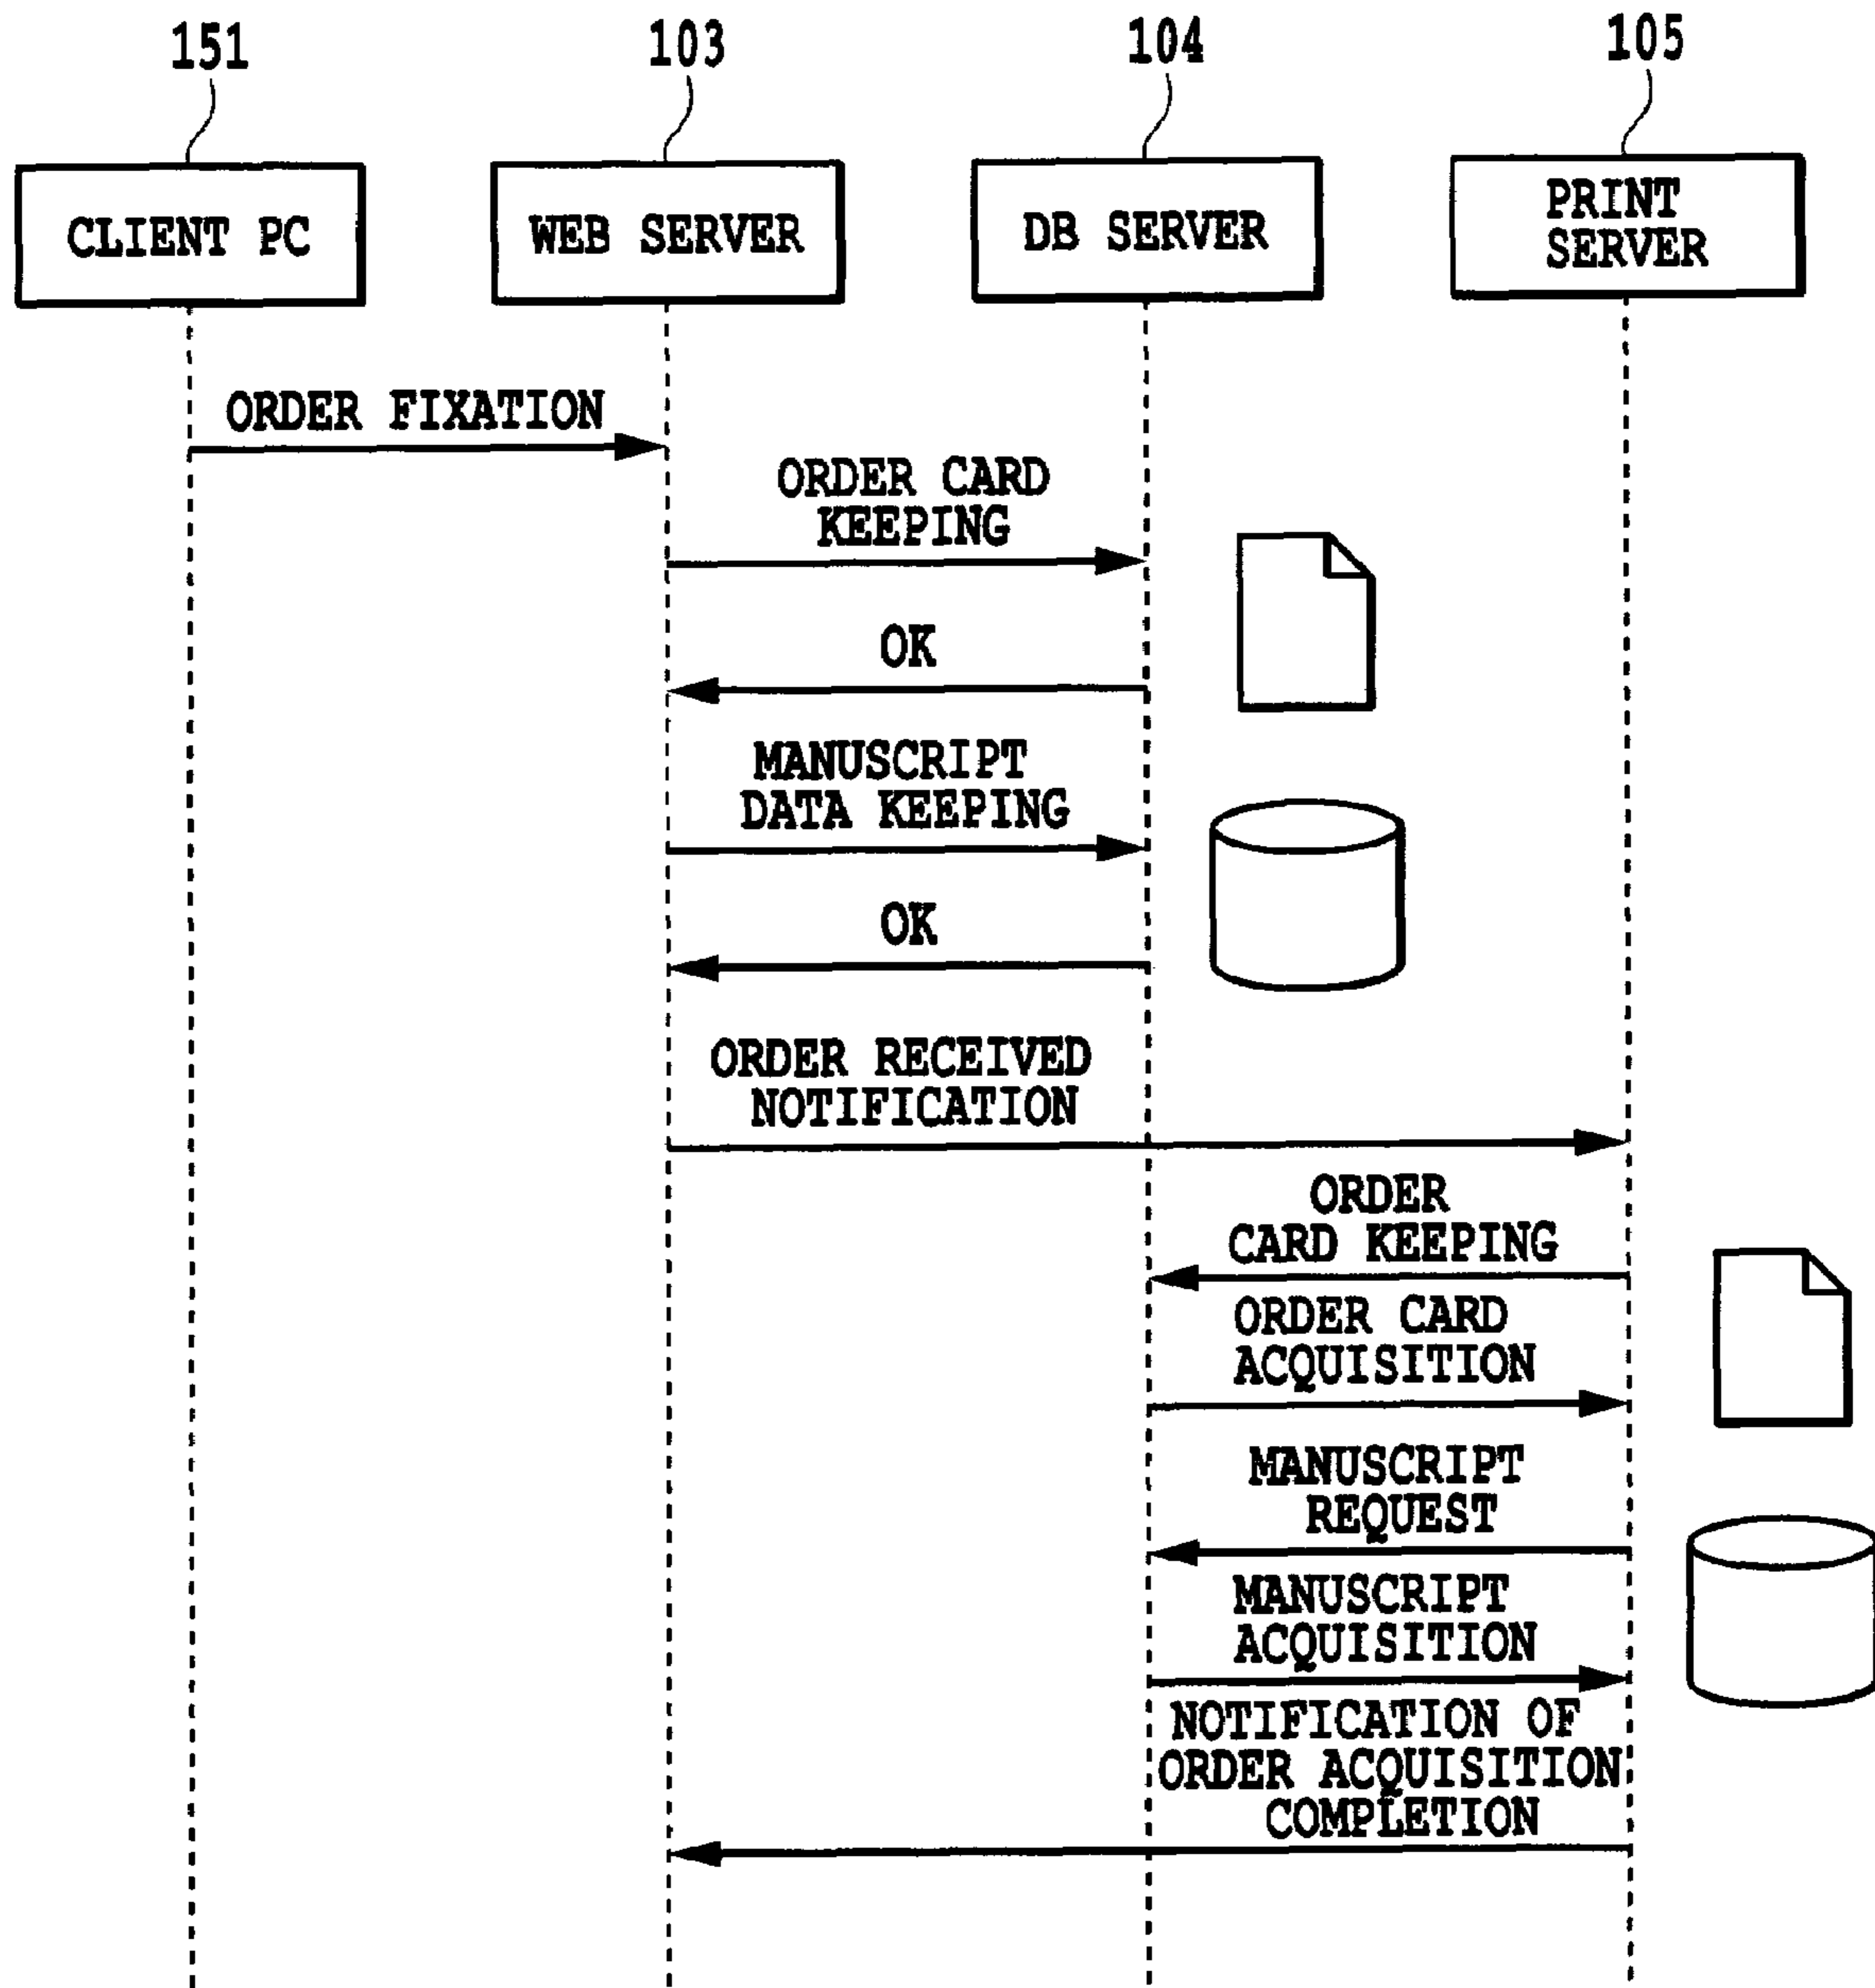 151
103
104
105
CLIENT PC
WEB SERVER
DB SERVER
PRINT
SERVER
ORDER FIXATION
ORDER CARD
KEEPING
OK
MANUSCRIPT
DATA KEEPING
OK
ORDER RECEIVED
NOTIFICATION
ORDER
CARD KEEPING
ORDER CARD
ACQUISITION
MANUSCRIPT
REQUEST
MANUSCRIPT
ACQUISITION
NOTIFICATION OF
ORDER ACQUISITION
COMPLETION